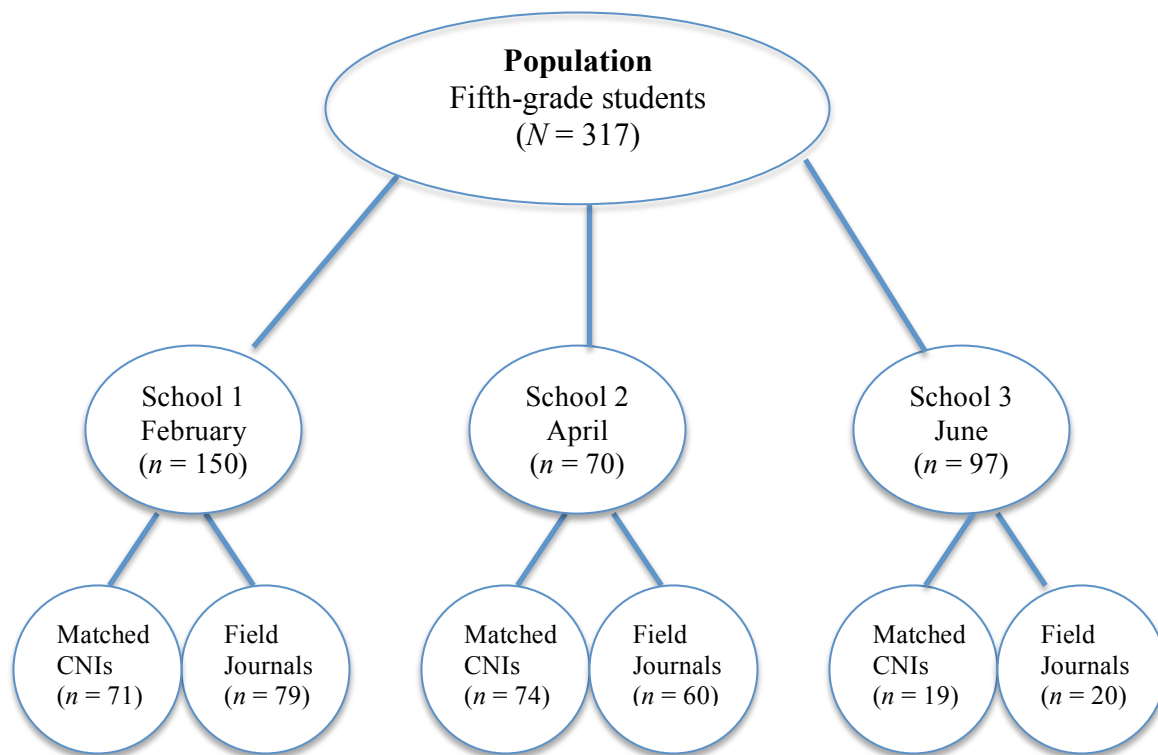 Population
Fifth-grade students
(N = 317)
School 1
February
(n = 150)
School 2
April
(n = 70)
School 3
June
(n = 97)
Matched
CNIs
(n = 71)
Field
Journals
(n = 79)
Matched
CNIs
(n = 74)
Field
Journals
(n = 60)
Matched
CNIs
(n = 19)
Field
Journals
(n = 20)